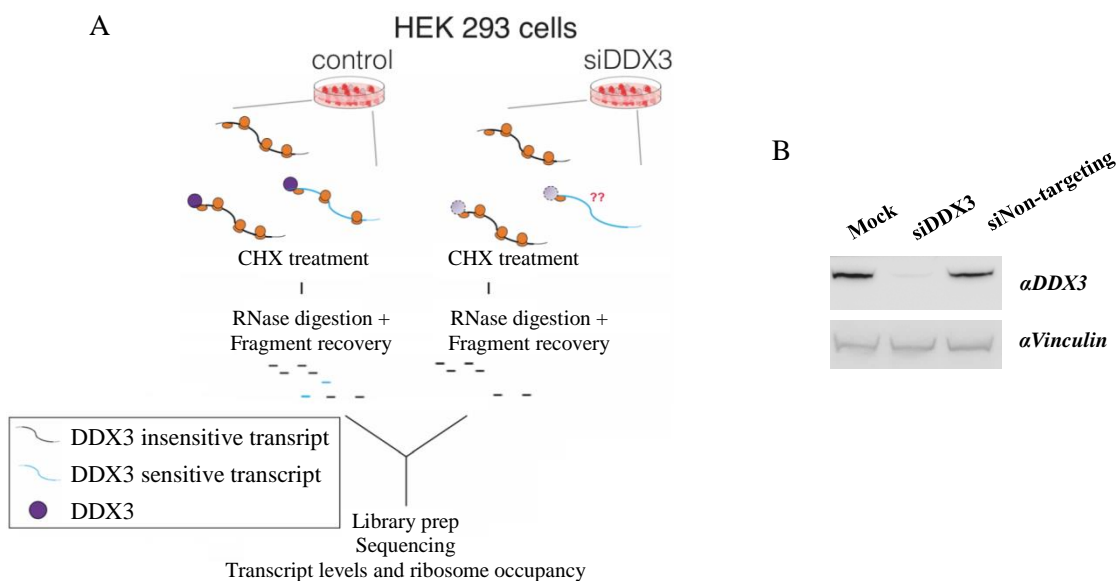 A
HEK 293 cells
control
siDDX3
??
CHX treatment
CHX treatment
RNase digestion +
Fragment recovery
RNase digestion +
Fragment recovery
DDX3 insensitive transript
DDX3 sensitive transcript
DDX3
Library prep
Sequencing
Transcript levels and ribosome occupancy
B
Mock
siDDX3
siNon-targeting
αDDX3
αVinculin